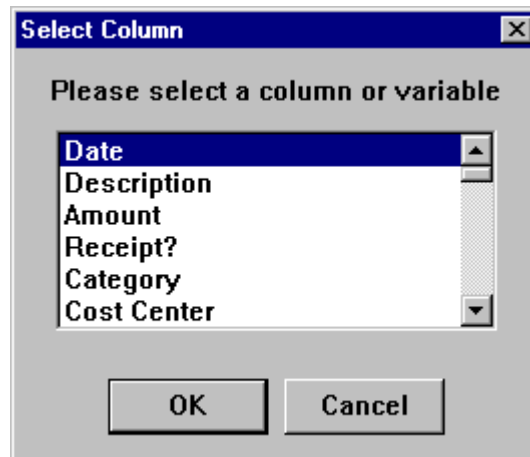 Select Column
Please select a column or variable
Date
Description
Amount
Receipt?
Category
Cost Center
OK Cancel